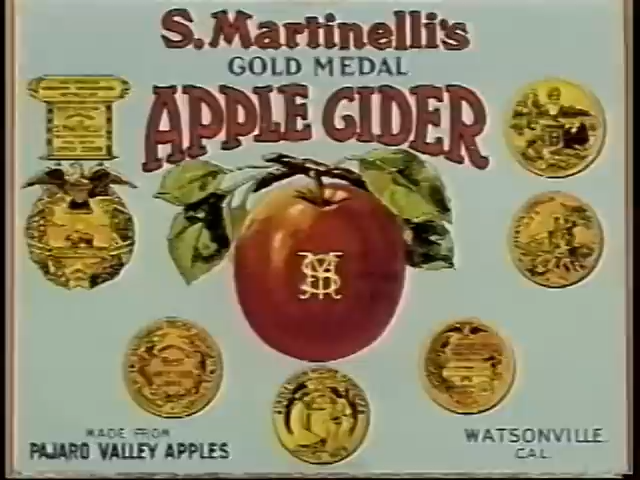 S. Martinelli's
GOLD MEDAL
APPLE CIDER
MADE FROM
PAJARO VALLEY APPLES
WATSONVILLE
CAL.